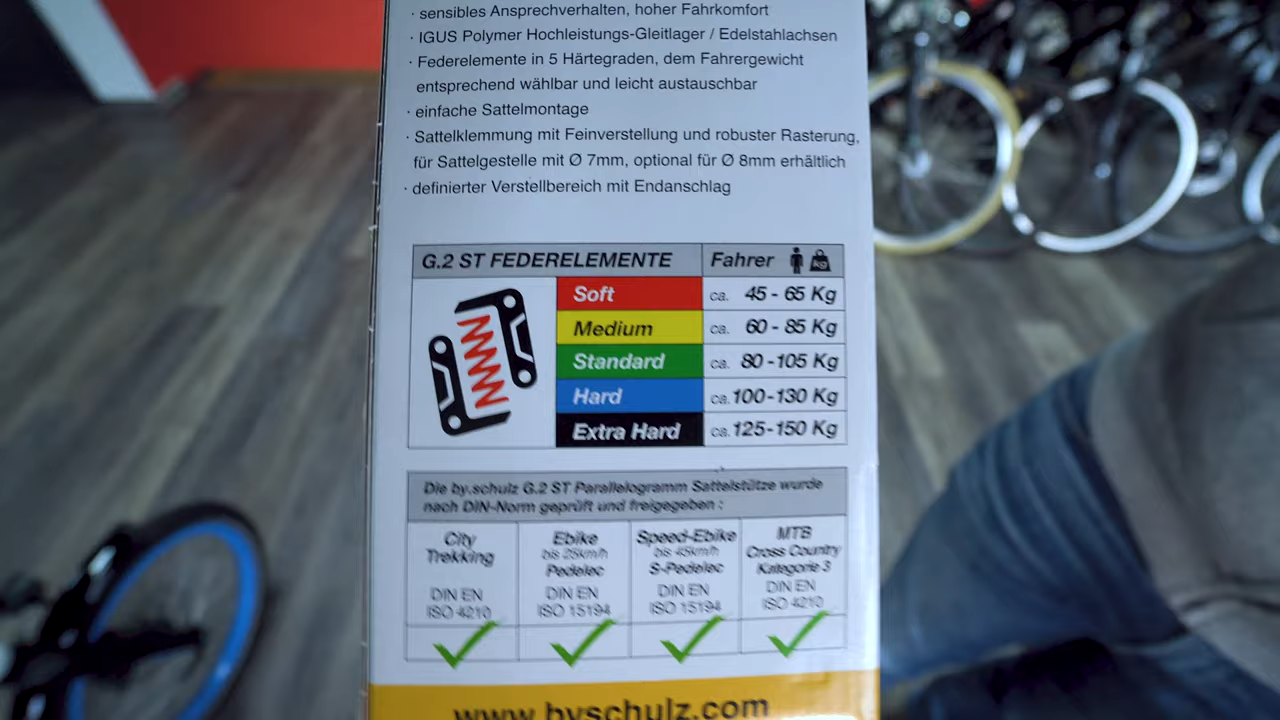 · sensibles Ansprechverhalten, hoher Fahrkomfort
· IGUS Polymer Hochleistungs-Gleitlager / Edelstahlachsen
· Federelemente in 5 Härtegraden, dem Fahrergewicht
entsprechend wählbar und leicht austauschbar
· einfache Sattelmontage
· Sattelklemmung mit Feinverstellung und robuster Rasterung,
für Sattelgestelle mit Ø 7mm, optional für Ø 8mm erhältlich
· definierter Verstellbereich mit Endanschlag
G.2 ST FEDERELEMENTE Fahrer KG
Soft ca. 45 - 65 Kg
Medium ca. 60 - 85 Kg
Standard ca. 80 - 105 Kg
Hard ca. 100 - 130 Kg
Extra Hard ca. 125 - 150 Kg
Die by.schulz G.2 ST Parallelogramm Sattelstütze wurde
nach DIN-Norm geprüft und freigegeben :
City
Trekking
DIN EN
ISO 4210
Ebike
bis 25km/h
Pedelec
DIN EN
ISO 15194
Speed-Ebike
bis 45km/h
S-Pedelec
DIN EN
ISO 15194
MTB
Cross Country
Kategorie 3
DIN EN
ISO 4210
www.byschulz.com